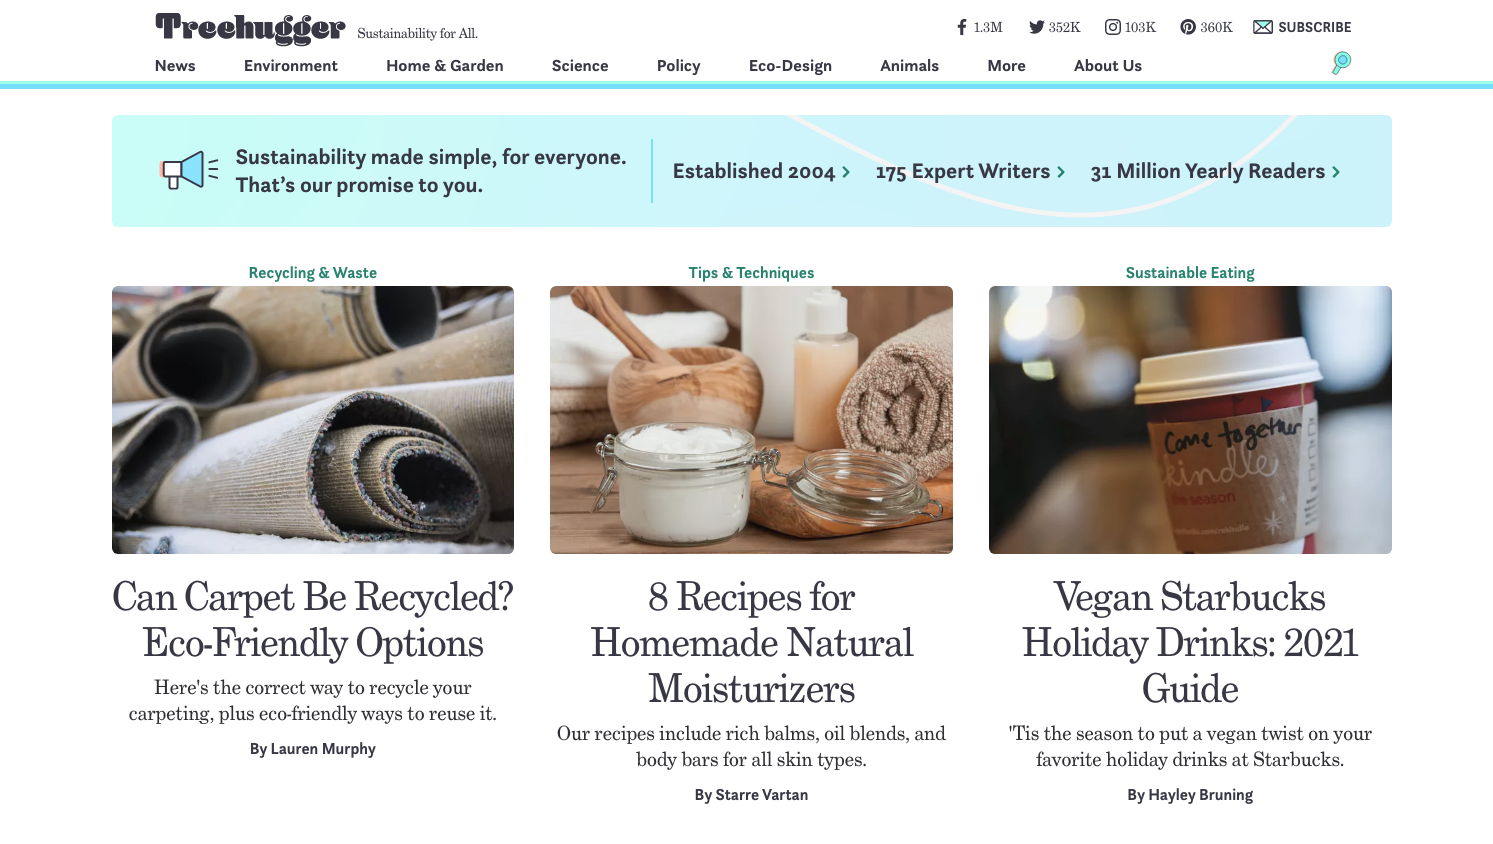 Treehugger
Sustainability for All.
1.3M
352K
103K
360K
SUBSCRIBE
News
Environment
Home & Garden
Science
Policy
Eco-Design
Animals
More
About Us
Sustainability made simple, for everyone.
That's our promise to you.
Established 2004
175 Expert Writers
31 Million Yearly Readers
Recycling & Waste
Can Carpet Be Recycled?
Eco-Friendly Options
Here's the correct way to recycle your
carpeting, plus eco-friendly ways to reuse it.
By Lauren Murphy
Tips & Techniques
8 Recipes for
Homemade Natural
Moisturizers
Our recipes include rich balms, oil blends, and
body bars for all skin types.
By Starre Vartan
Sustainable Eating
Come together
kindle
the season
Vegan Starbucks
Holiday Drinks: 2021
Guide
'Tis the season to put a vegan twist on your
favorite holiday drinks at Starbucks.
By Hayley Bruning